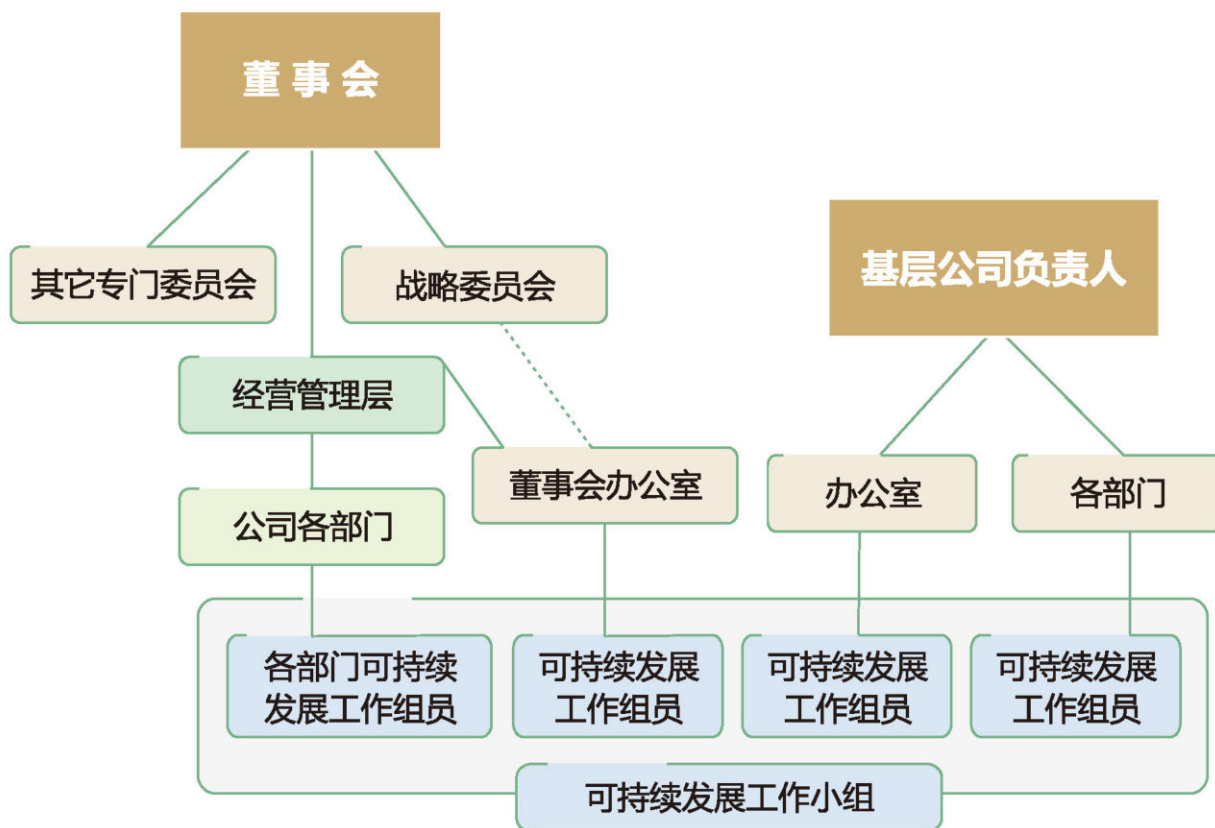 董事会
其它专门委员会
战略委员会
基层公司负责人
经营管理层
董事会办公室
办公室
各部门
公司各部门
各部门可持续
发展工作组员
可持续发展
工作组员
可持续发展
工作组员
可持续发展
工作组员
可持续发展工作小组